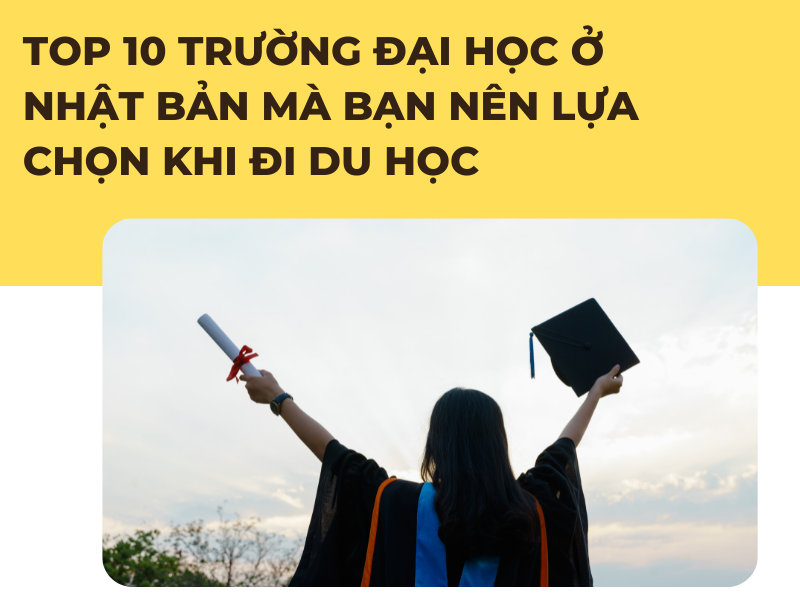 TOP 10 TRƯỜNG ĐẠI HỌC Ở
NHẬT BẢN MÀ BẠN NÊN LỰA
CHỌN KHI ĐI DU HỌC